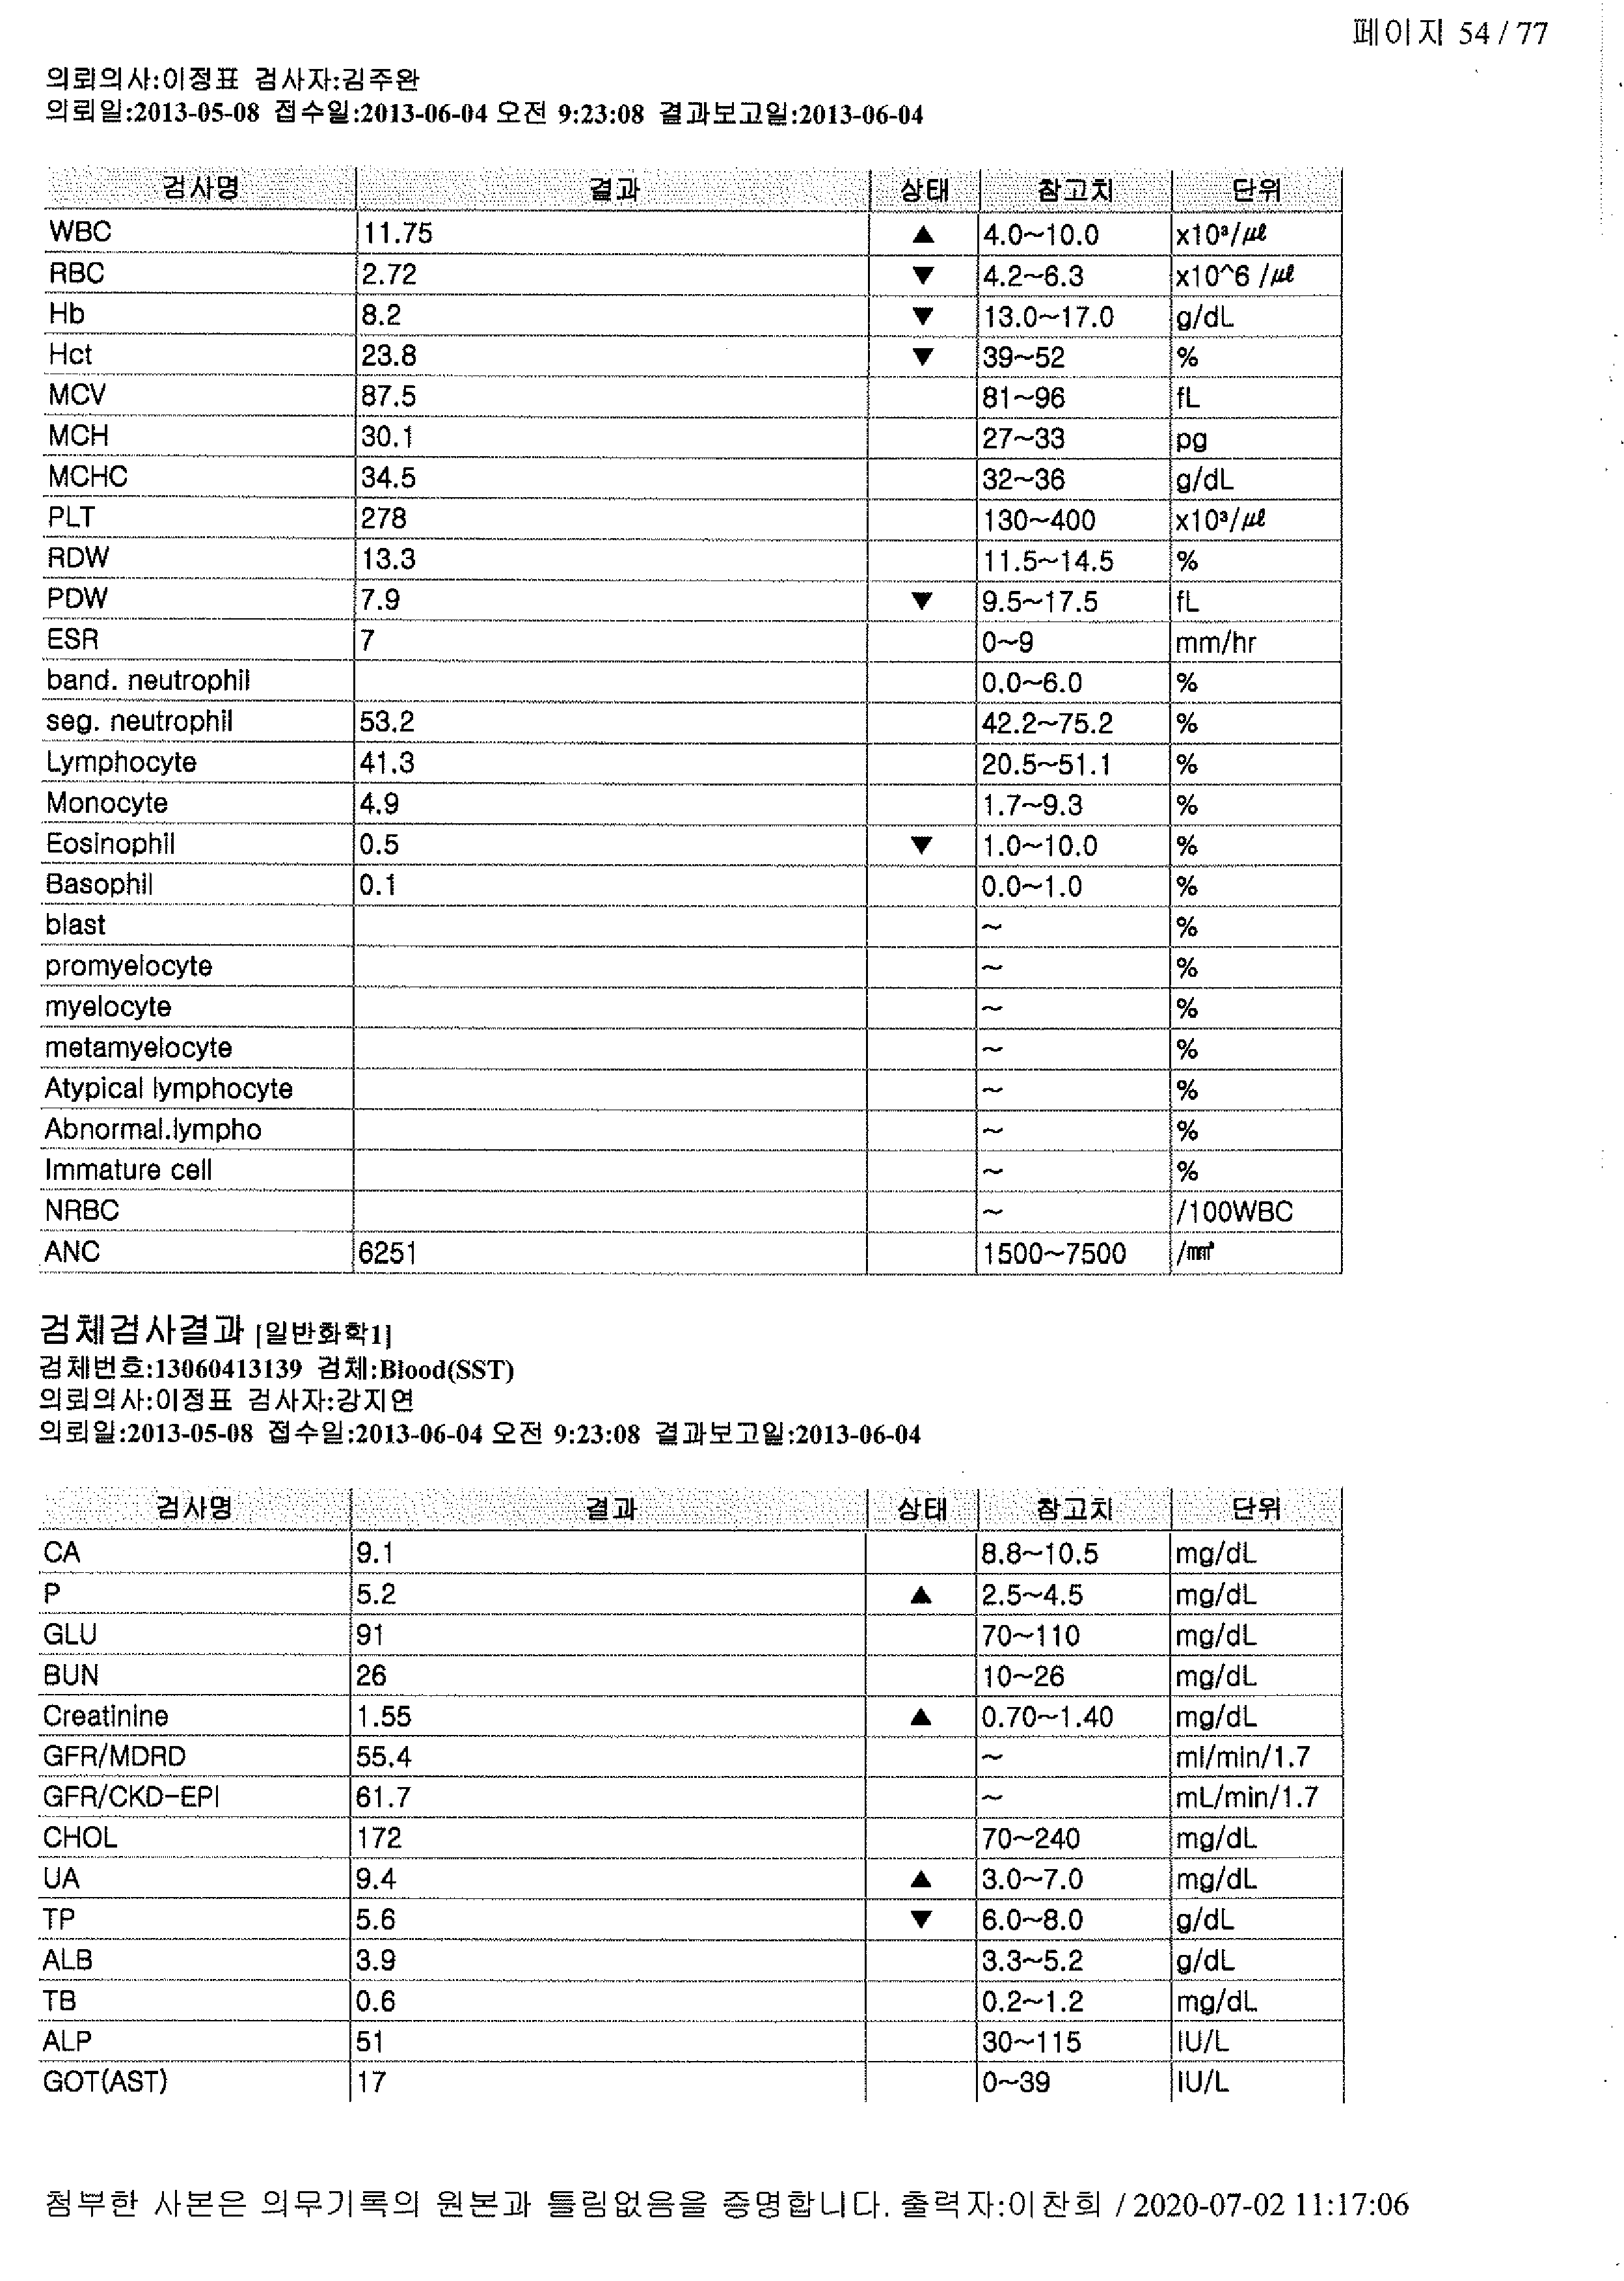 페이지 54 / 77
의뢰의사:이정표 검사자:김주완
의뢰일:2013-05-08 접수일:2013-06-04 오전 9:23:08 결과보고일:2013-06-04
검사명 결과 상태 참고치 단위
WBC 11.75 ▲ 4.0~10.0 x10³/㎕
RBC 2.72 ▼ 4.2~6.3 x10^6 /㎕
Hb 8.2 ▼ 13.0~17.0 g/dL
Hct 23.8 ▼ 39~52 %
MCV 87.5 81~96 fL
MCH 30.1 27~33 pg
MCHC 34.5 32~36 g/dL
PLT 278 130~400 x10³/㎕
RDW 13.3 11.5~14.5 %
PDW 7.9 ▼ 9.5~17.5 fL
ESR 7 0~9 mm/hr
band. neutrophil 0.0~6.0 %
seg. neutrophil 53.2 42.2~75.2 %
Lymphocyte 41.3 20.5~51.1 %
Monocyte 4.9 1.7~9.3 %
Eosinophil 0.5 ▼ 1.0~10.0 %
Basophil 0.1 0.0~1.0 %
blast ~ %
promyelocyte ~ %
myelocyte ~ %
metamyelocyte ~ %
Atypical lymphocyte ~ %
Abnormal.lympho ~ %
Immature cell ~ %
NRBC ~ /100WBC
ANC 6251 1500~7500 /㎣
검체검사결과 [일반화학1]
검체번호:13060413139 검체:Blood(SST)
의뢰의사:이정표 검사자:강지연
의뢰일:2013-05-08 접수일:2013-06-04 오전 9:23:08 결과보고일:2013-06-04
검사명 결과 상태 참고치 단위
CA 9.1 8.8~10.5 mg/dL
P 5.2 ▲ 2.5~4.5 mg/dL
GLU 91 70~110 mg/dL
BUN 26 10~26 mg/dL
Creatinine 1.55 ▲ 0.70~1.40 mg/dL
GFR/MDRD 55.4 ~ ml/min/1.7
GFR/CKD-EPI 61.7 ~ mL/min/1.7
CHOL 172 70~240 mg/dL
UA 9.4 ▲ 3.0~7.0 mg/dL
TP 5.6 ▼ 6.0~8.0 g/dL
ALB 3.9 3.3~5.2 g/dL
TB 0.6 0.2~1.2 mg/dL
ALP 51 30~115 IU/L
GOT(AST) 17 0~39 IU/L
첨부한 사본은 의무기록의 원본과 틀림없음을 증명합니다. 출력자:이찬희 / 2020-07-02 11:17:06